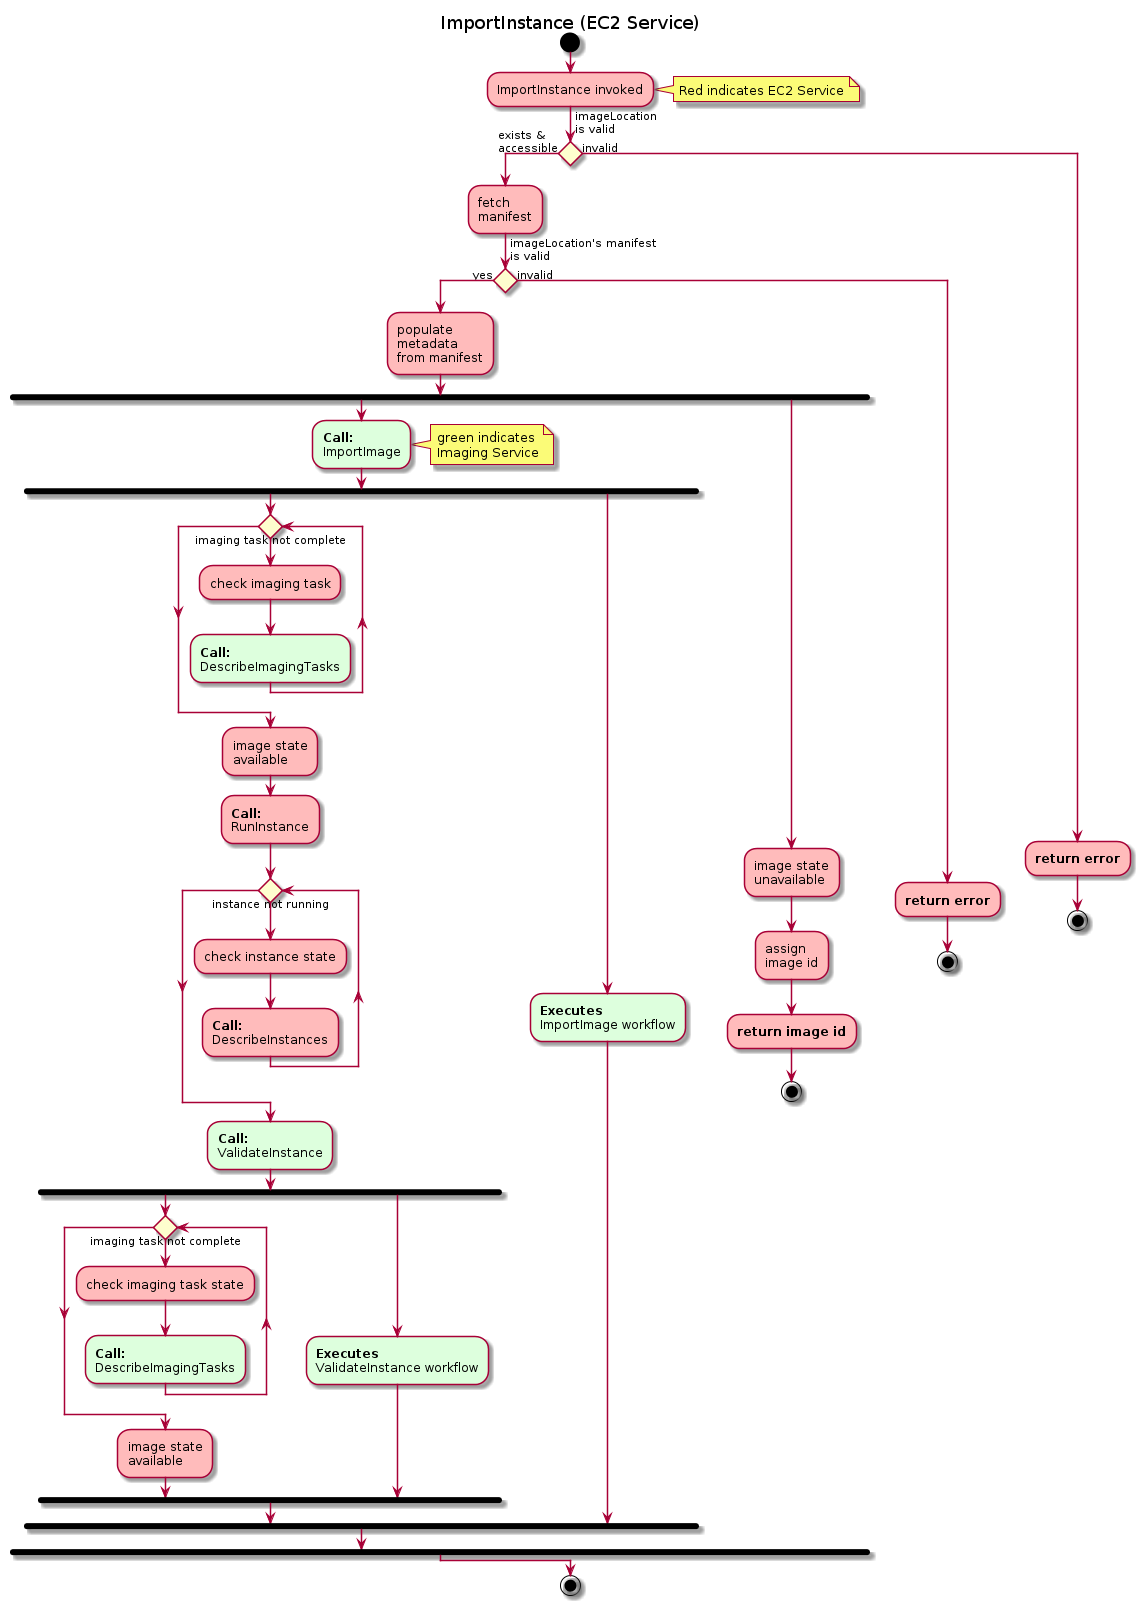 ImportInstance (EC2 Service)
ImportInstance invoked
Red indicates EC2 Service
imageLocation
is valid
exists &
accessible
invalid
fetch
manifest
imageLocation's manifest
is valid
yes
invalid
populate
metadata
from manifest
Call:
ImportImage
green indicates
Imaging Service
imaging task not complete
check imaging task
Call:
DescribeImagingTasks
image state
available
Call:
RunInstance
instance not running
check instance state
Call:
DescribeInstances
Call:
ValidateInstance
imaging task not complete
check imaging task state
Call:
DescribeImagingTasks
image state
available
Executes
ValidateInstance workflow
Executes
ImportImage workflow
image state
unavailable
assign
image id
return image id
return error
return error